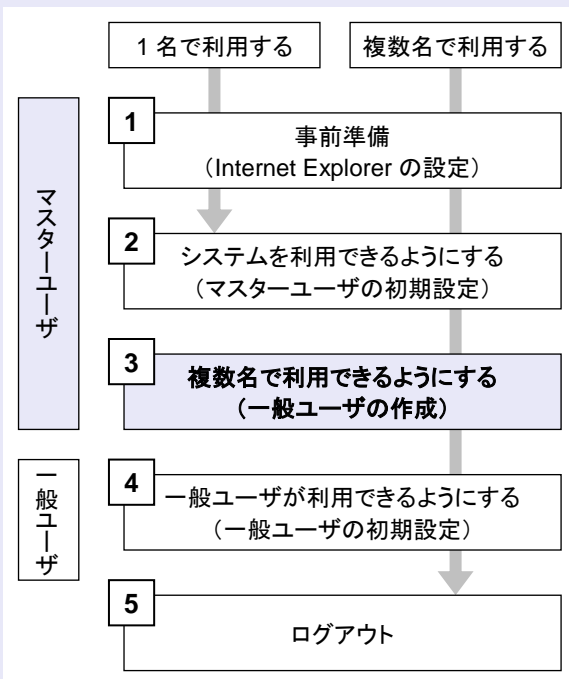 1 名で利用する
複数名で利用する
マスターユーザ
1
事前準備
（Internet Explorer の設定）
2
システムを利用できるようにする
（マスターユーザの初期設定）
3
複数名で利用できるようにする
（一般ユーザの作成）
一般ユーザ
4
一般ユーザが利用できるようにする
（一般ユーザの初期設定）
5
ログアウト